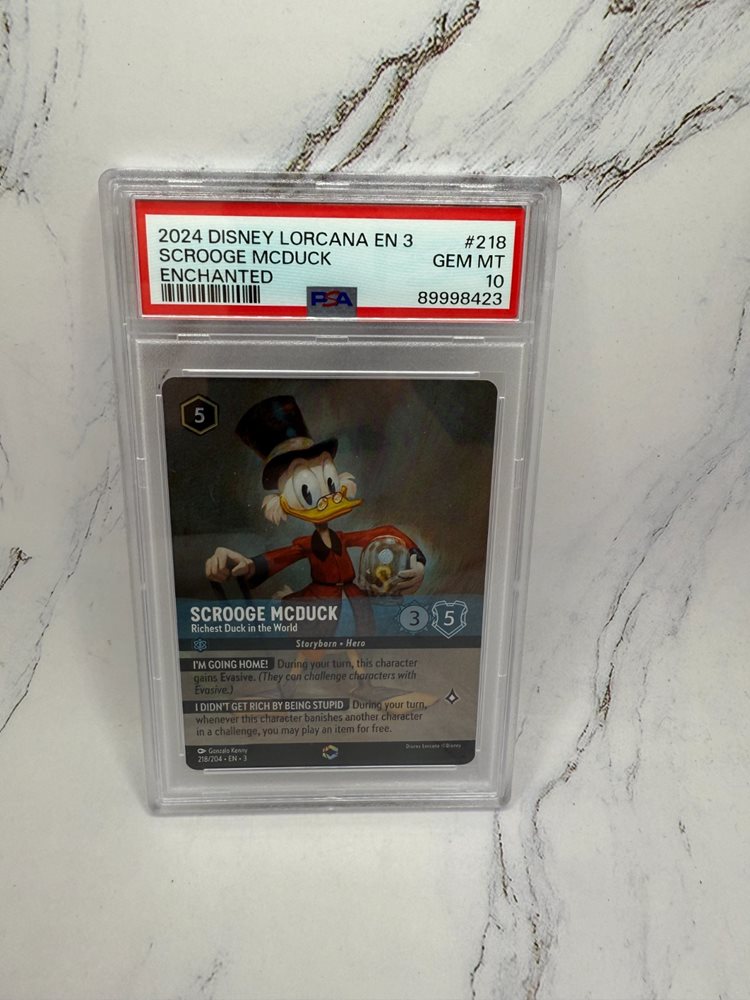 2024 DISNEY LORCANA EN 3 #218
SCROOGE MCDUCK GEM MT
ENCHANTED 10
PSA 89998423
5
SCROOGE MCDUCK
Richest Duck in the World
3 5
Storyborn • Hero
I'M GOING HOME! During your turn, this character
gains Evasive. (They can challenge characters with
Evasive.)
I DIDN'T GET RICH BY BEING STUPID During your turn,
whenever this character banishes another character
in a challenge, you may play an item for free.
Gonzalo Kenny
Disney Lorcana ©Disney
218/204 • EN • 3